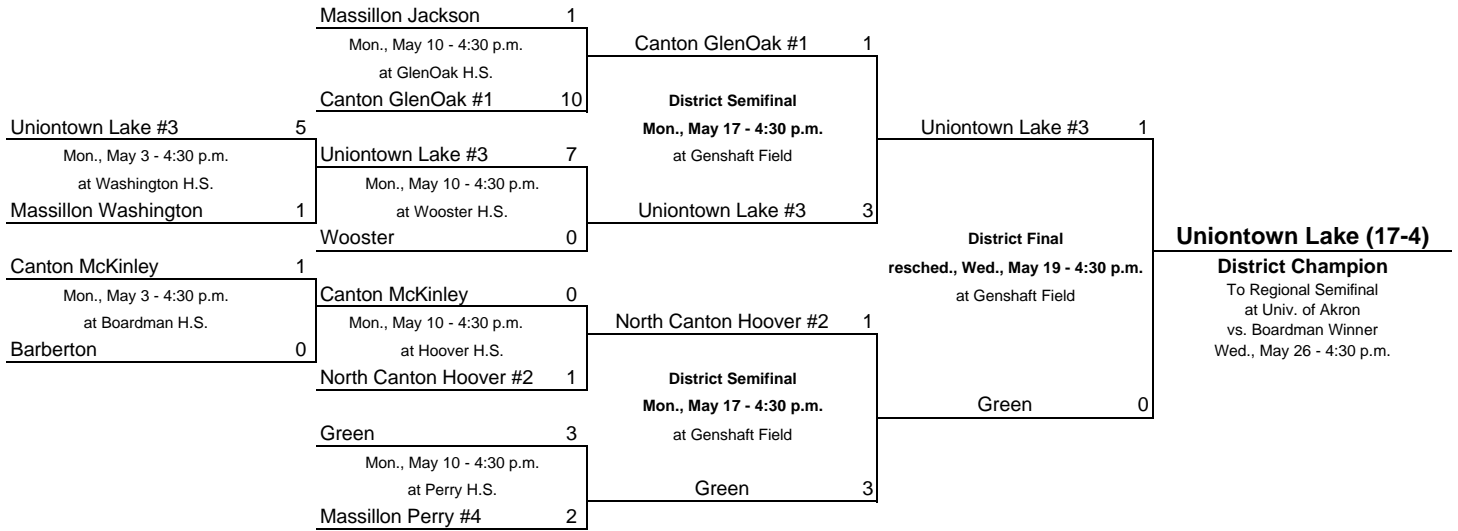 Uniontown Lake #3 5
Mon., May 3 - 4:30 p.m.
at Washington H.S.
Massillon Washington 1
Canton McKinley 1
Mon., May 3 - 4:30 p.m.
at Boardman H.S.
Barberton 0
Massillon Jackson 1
Mon., May 10 - 4:30 p.m.
at GlenOak H.S.
Canton GlenOak #1 10
Uniontown Lake #3 7
Mon., May 10 - 4:30 p.m.
at Wooster H.S.
Wooster 0
Canton McKinley 0
Mon., May 10 - 4:30 p.m.
at Hoover H.S.
North Canton Hoover #2 1
Green 3
Mon., May 10 - 4:30 p.m.
at Perry H.S.
Massillon Perry #4 2
Canton GlenOak #1 1
District Semifinal
Mon., May 17 - 4:30 p.m.
at Genshaft Field
Uniontown Lake #3 3
North Canton Hoover #2 1
District Semifinal
Mon., May 17 - 4:30 p.m.
at Genshaft Field
Green 3
Uniontown Lake #3 1
District Final
resched., Wed., May 19 - 4:30 p.m.
at Genshaft Field
Green 0
Uniontown Lake (17-4)
District Champion
To Regional Semifinal
at Univ. of Akron
vs. Boardman Winner
Wed., May 26 - 4:30 p.m.